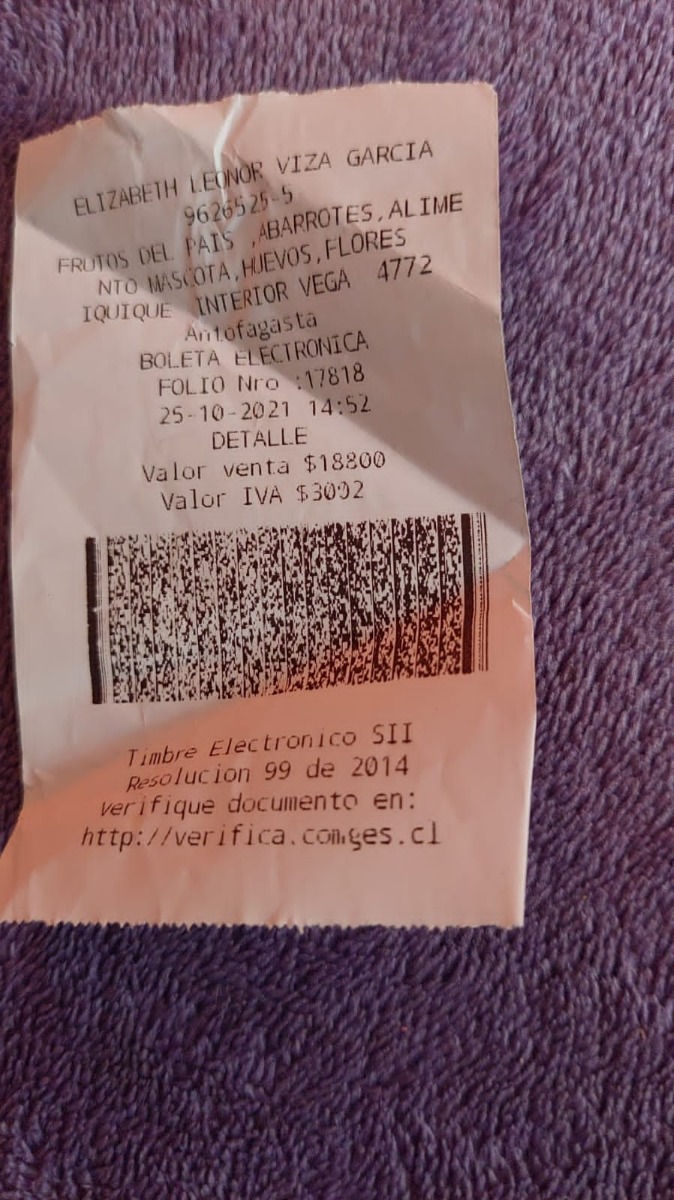 ELIZABETH LEONOR VIZA GARCIA
9626525-5
FRUTOS DEL PAIS ,ABARROTES,ALIME
NTO MASCOTA,HUEVOS,FLORES
IQUIQUE INTERIOR VEGA 4772
Antofagasta
BOLETA ELECTRONICA
FOLIO Nro :17818
25-10-2021 14:52
DETALLE
Valor venta $18800
Valor IVA $3002
Timbre Electronico SII
Resolucion 99 de 2014
Verifique documento en:
http://verifica.comges.cl